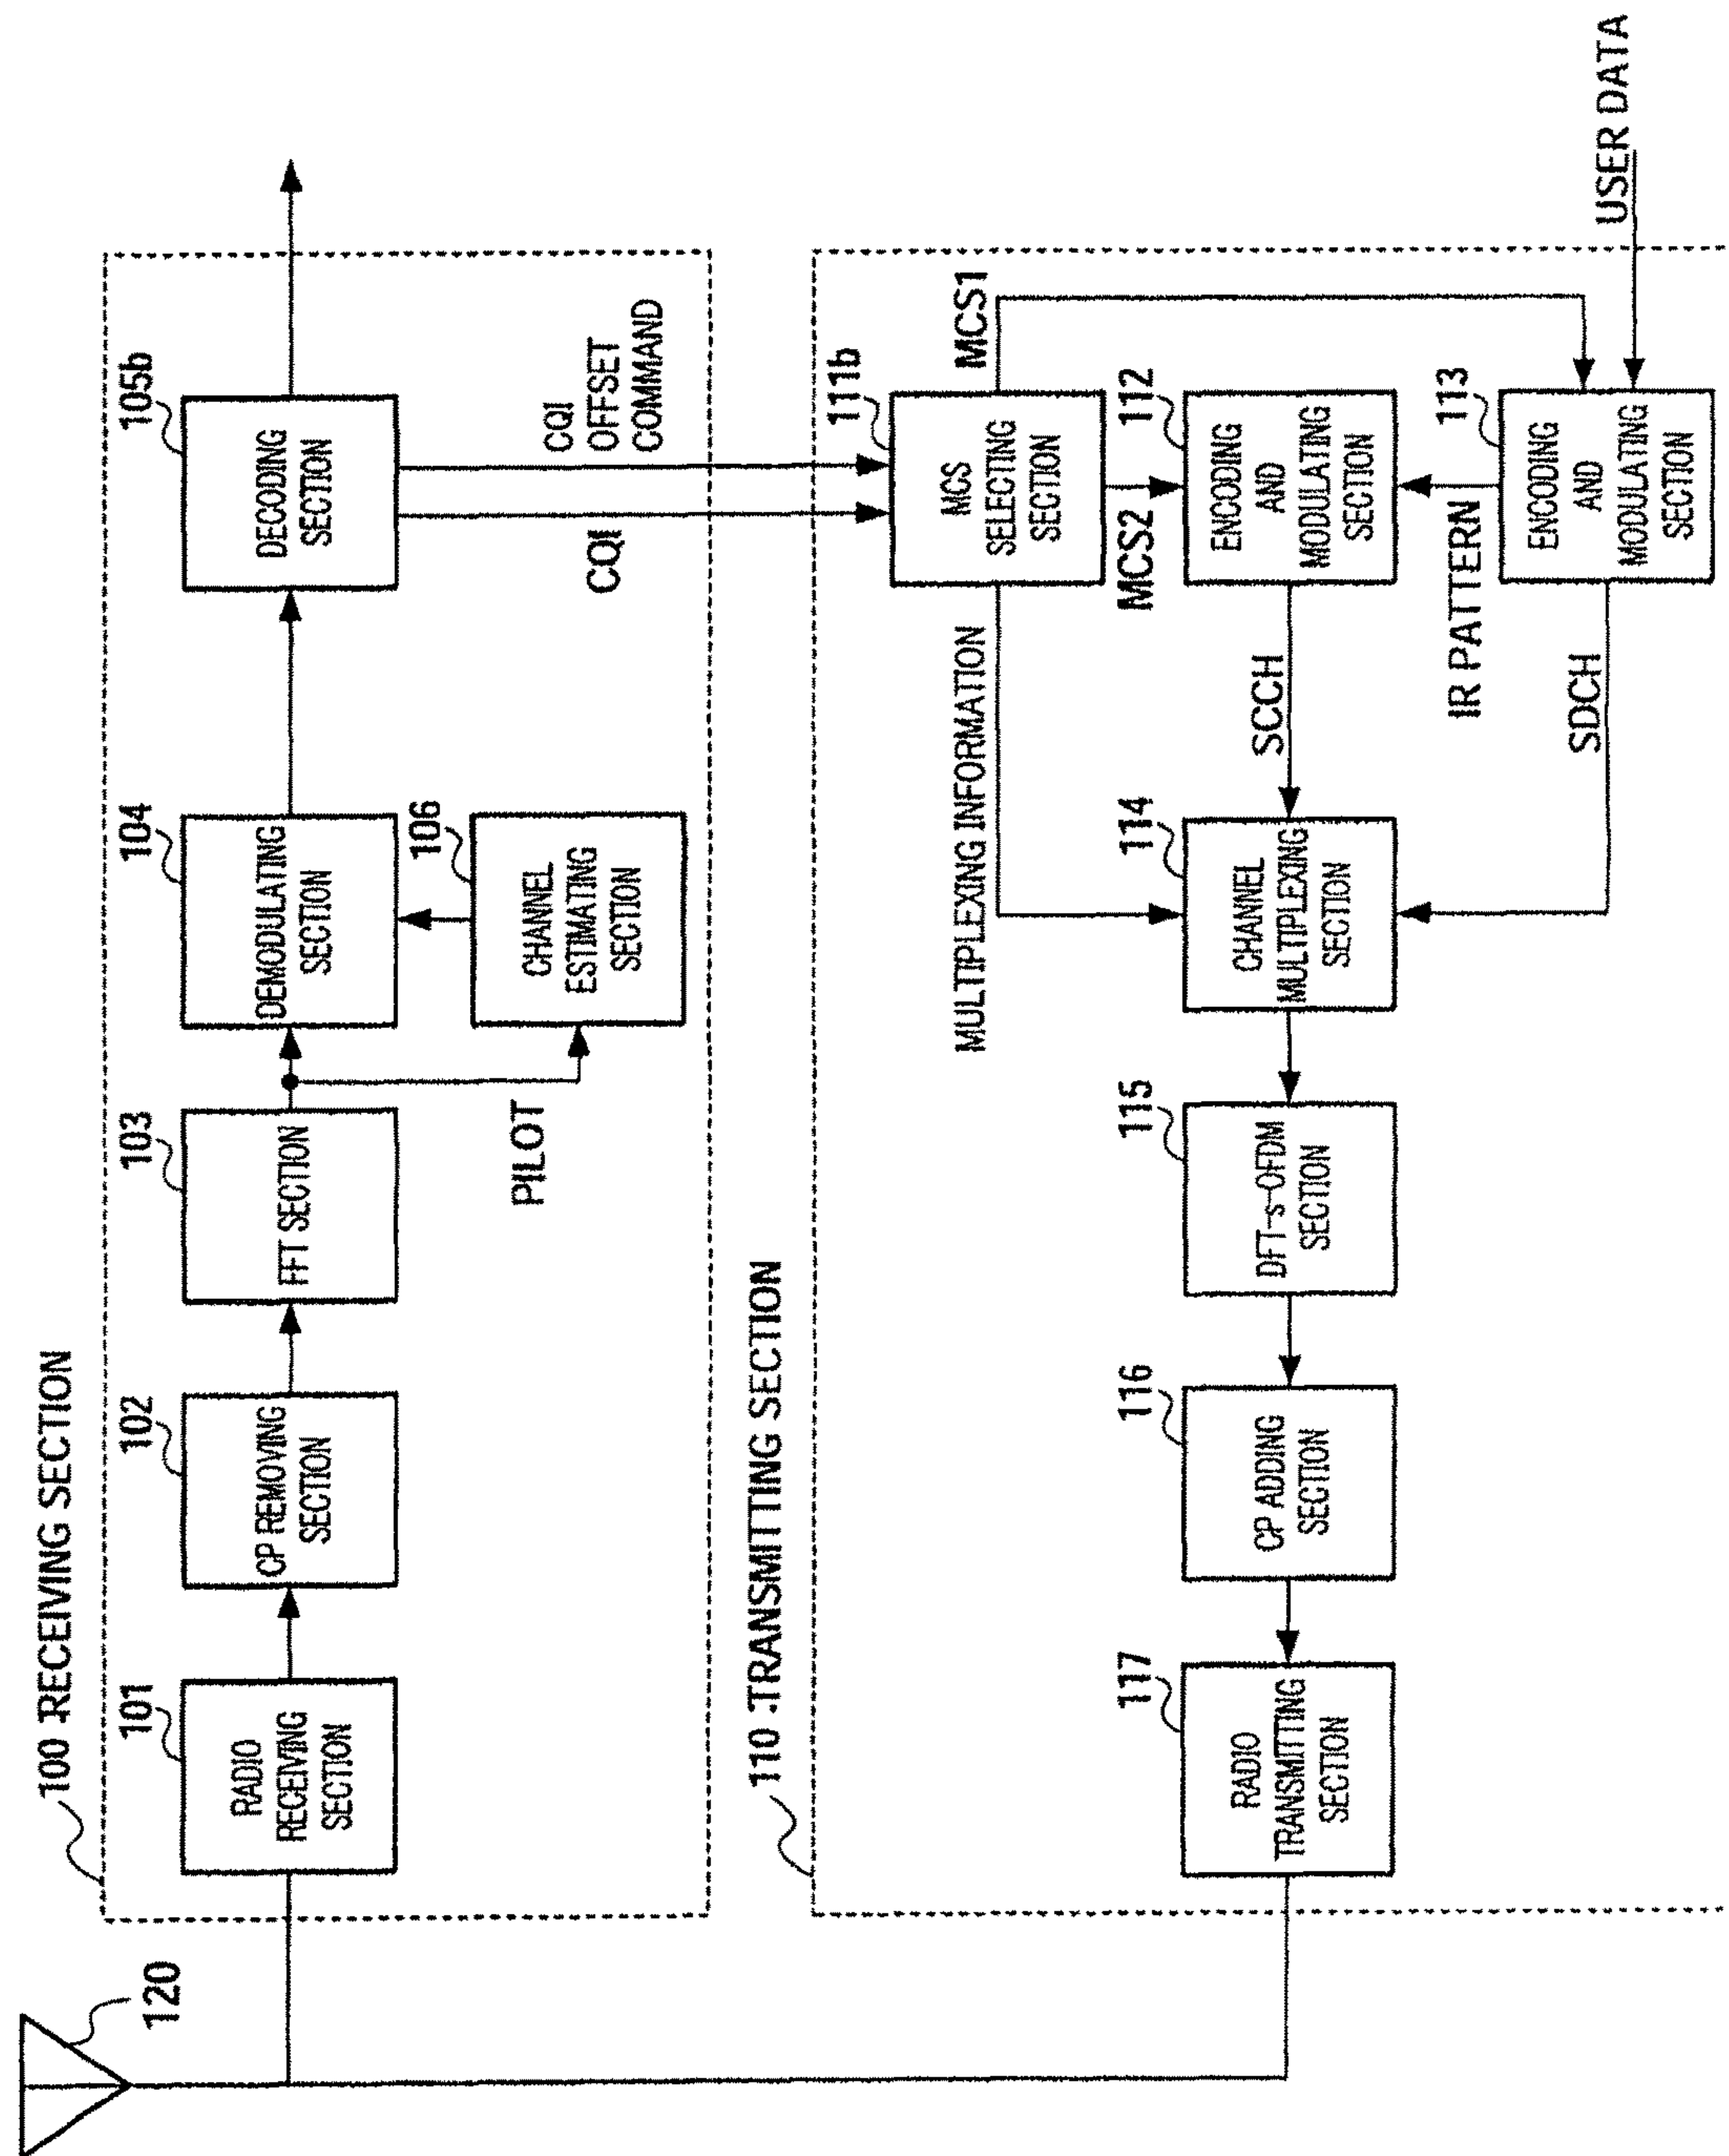 100 RECEIVING SECTION
101
RADIO
RECEIVING
SECTION
102
CP REMOVING
SECTION
103
FFT SECTION
104
DEMODULATING
SECTION
105b
DECODING
SECTION
PILOT
106
CHANNEL
ESTIMATING
SECTION
CQI
OFFSET
COMMAND
CQI
120
110 TRANSMITTING SECTION
MULTIPLEXING INFORMATION
111b
MCS
SELECTING
SECTION
MCS1
MCS2
117
RADIO
TRANSMITTING
SECTION
116
CP ADDING
SECTION
115
DFT-s-OFDM
SECTION
114
CHANNEL
MULTIPLEXING
SECTION
SCCH
112
ENCODING
AND
MODULATING
SECTION
IR PATTERN
SDCH
113
ENCODING
AND
MODULATING
SECTION
USER DATA